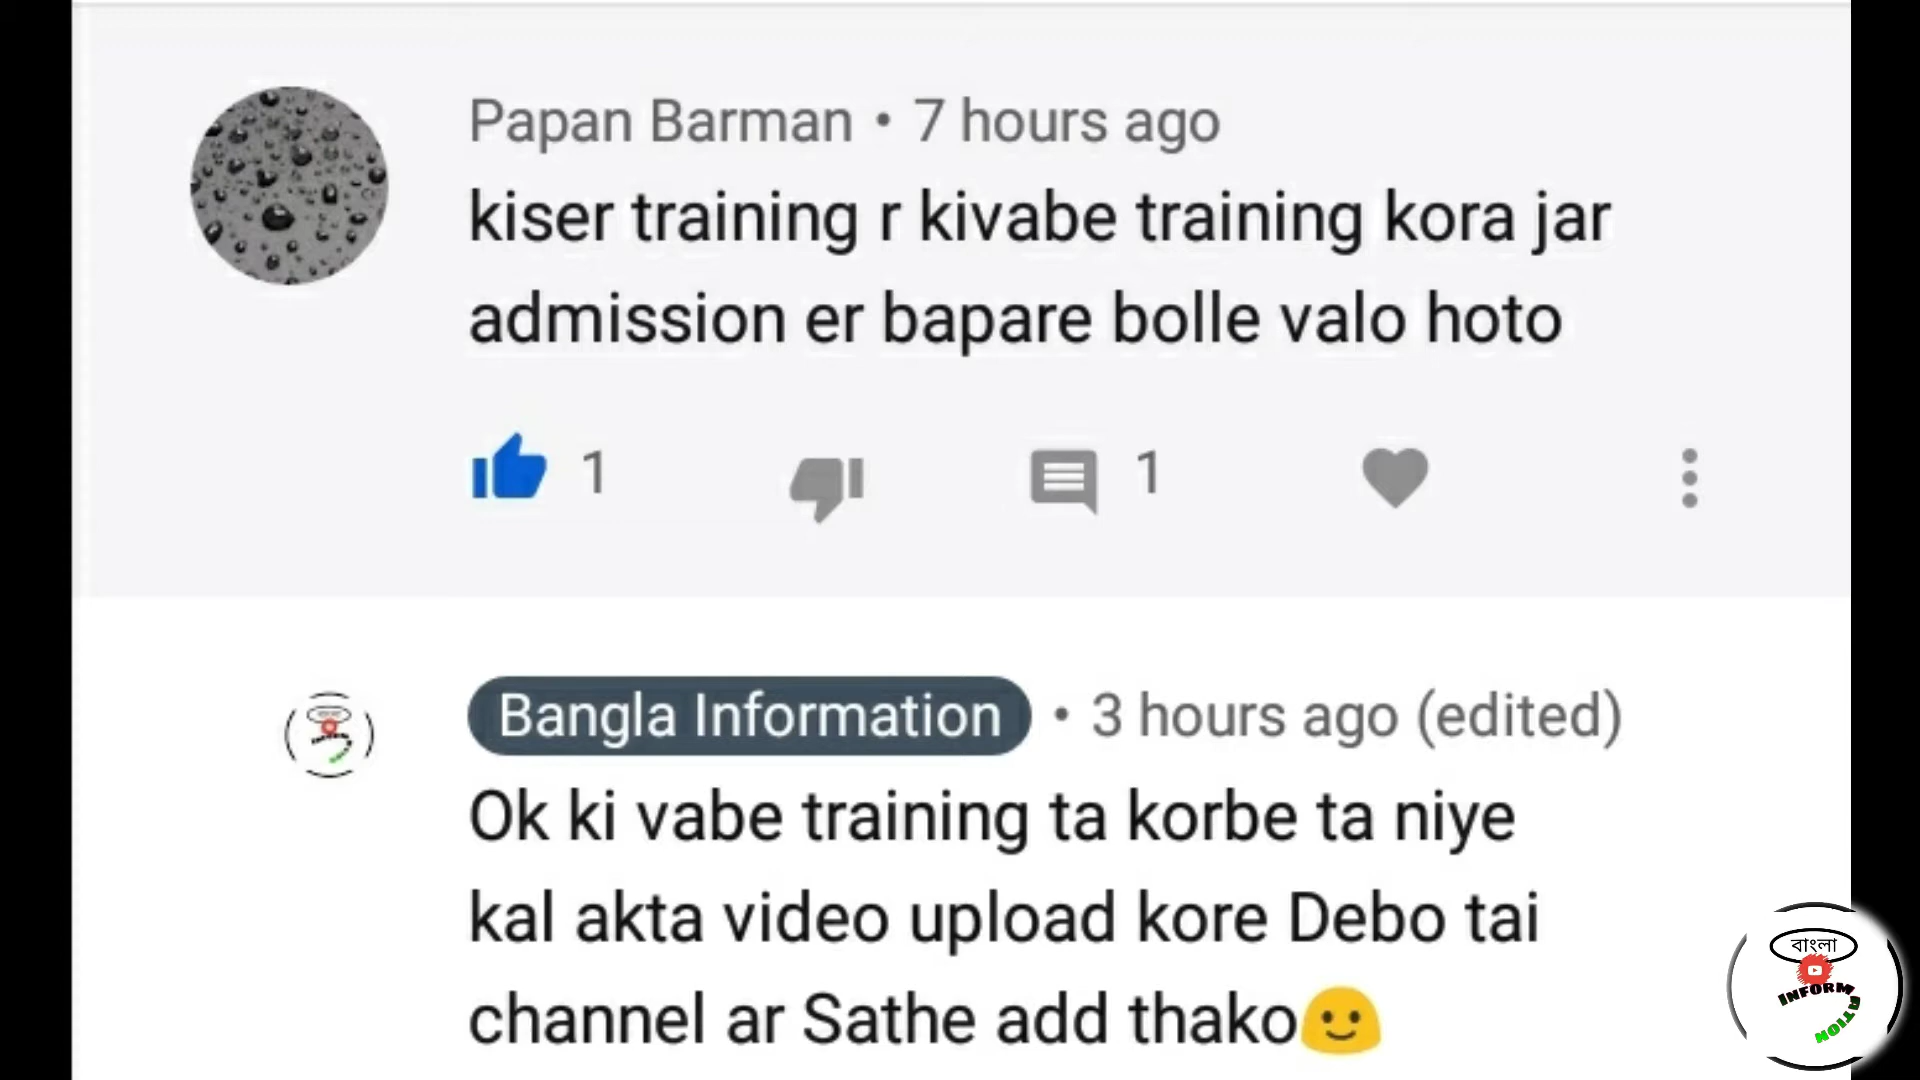 Papan Barman • 7 hours ago
kiser training r kivabe training kora jar
admission er bapare bolle valo hoto
1
1
Bangla Information • 3 hours ago (edited)
Ok ki vabe training ta korbe ta niye
kal akta video upload kore Debo tai
channel ar Sathe add thako🙂
বাংলা
INFORMATION